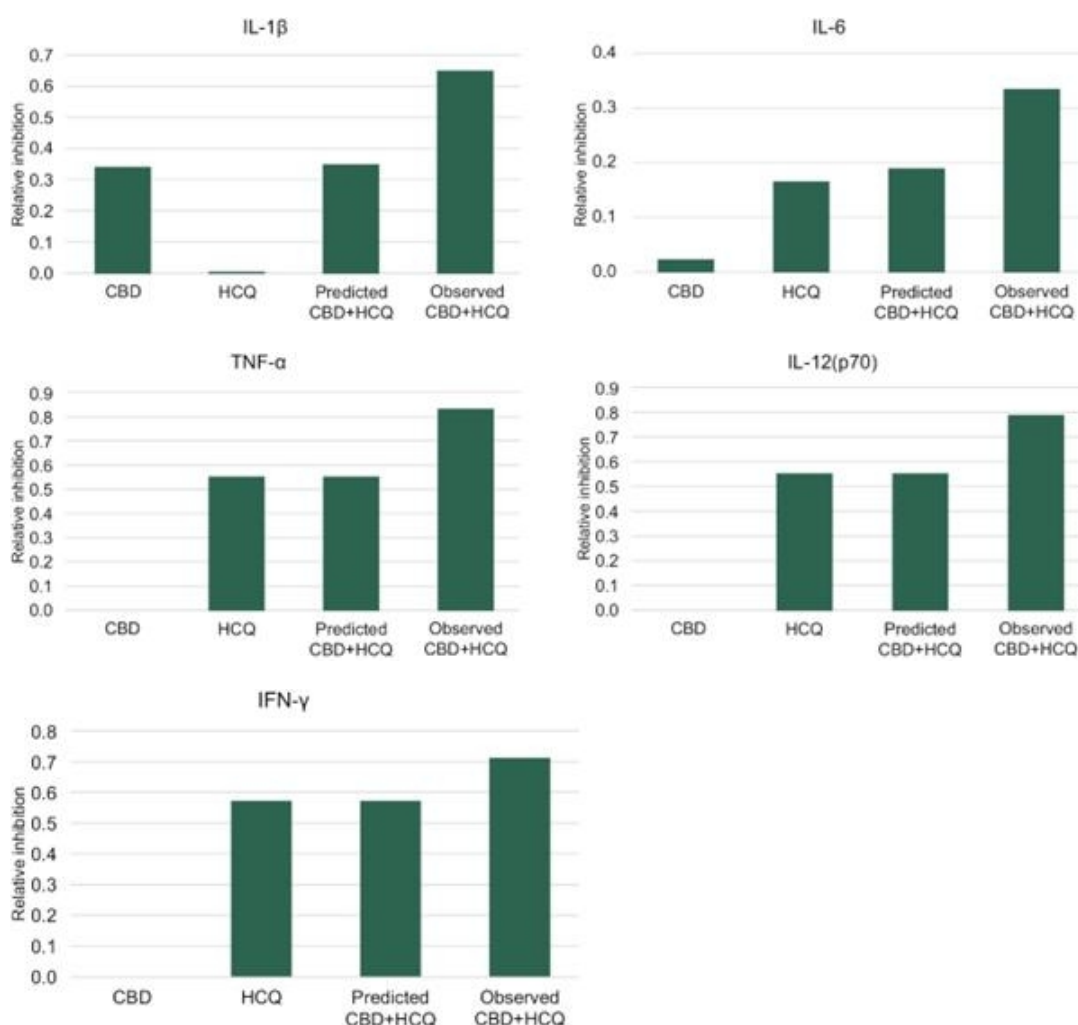 IL-1β
Relative inhibition
0.7
0.6
0.5
0.4
0.3
0.2
0.1
0.0
CBD
HCQ
Predicted
CBD+HCQ
Observed
CBD+HCQ
IL-6
Relative inhibition
0.4
0.3
0.2
0.1
0.0
CBD
HCQ
Predicted
CBD+HCQ
Observed
CBD+HCQ
TNF-α
Relative inhibition
0.9
0.8
0.7
0.6
0.5
0.4
0.3
0.2
0.1
0.0
CBD
HCQ
Predicted
CBD+HCQ
Observed
CBD+HCQ
IL-12(p70)
Relative inhibition
0.9
0.8
0.7
0.6
0.5
0.4
0.3
0.2
0.1
0.0
CBD
HCQ
Predicted
CBD+HCQ
Observed
CBD+HCQ
IFN-γ
Relative inhibition
0.8
0.7
0.6
0.5
0.4
0.3
0.2
0.1
0.0
CBD
HCQ
Predicted
CBD+HCQ
Observed
CBD+HCQ